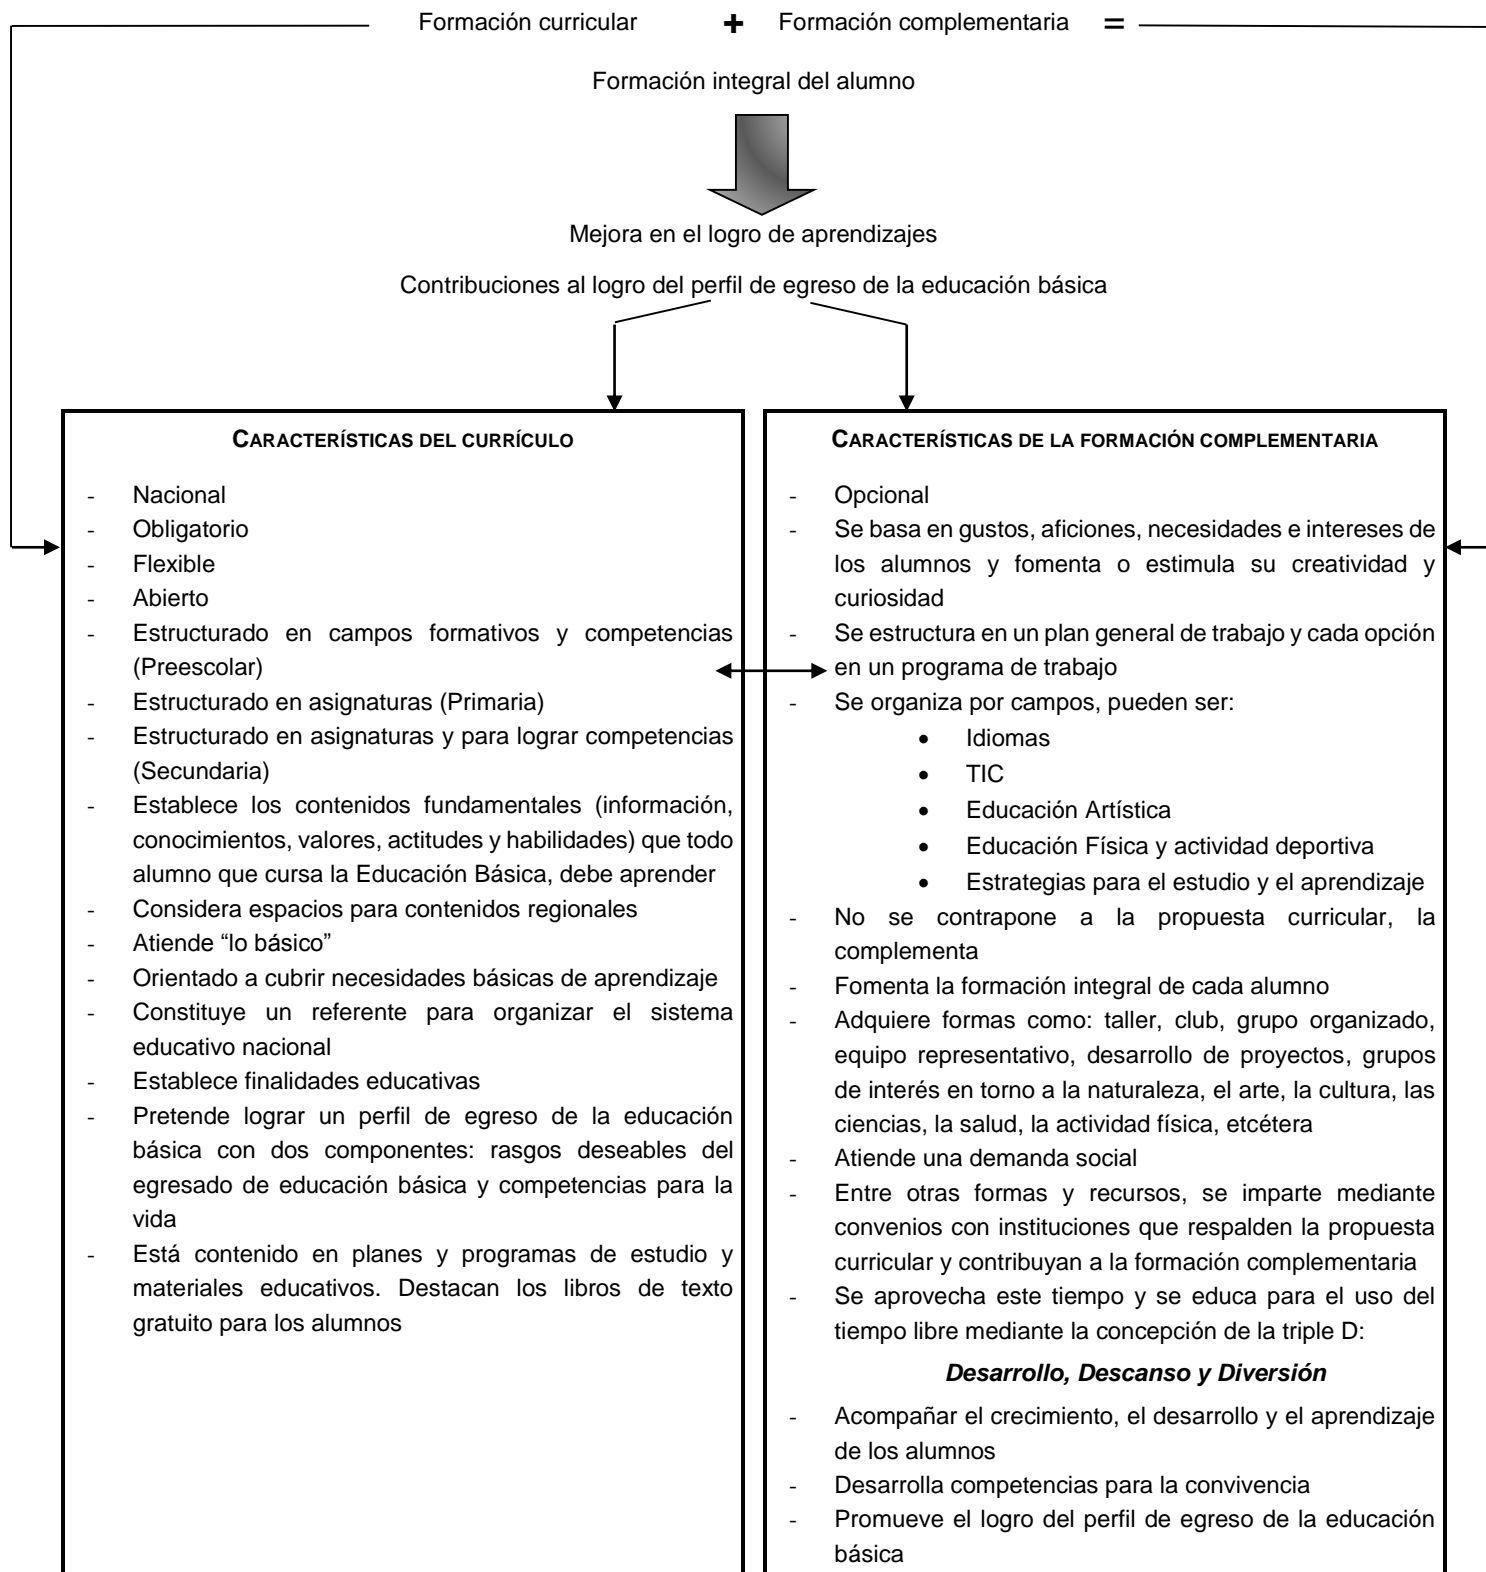 Formación curricular + Formación complementaria =
Formación integral del alumno
Mejora en el logro de aprendizajes
Contribuciones al logro del perfil de egreso de la educación básica
CARACTERÍSTICAS DEL CURRÍCULO
- Nacional
- Obligatorio
- Flexible
- Abierto
- Estructurado en campos formativos y competencias
(Preescolar)
- Estructurado en asignaturas (Primaria)
- Estructurado en asignaturas y para lograr competencias
(Secundaria)
- Establece los contenidos fundamentales (información,
conocimientos, valores, actitudes y habilidades) que todo
alumno que cursa la Educación Básica, debe aprender
- Considera espacios para contenidos regionales
- Atiende “lo básico”
- Orientado a cubrir necesidades básicas de aprendizaje
- Constituye un referente para organizar el sistema
educativo nacional
- Establece finalidades educativas
- Pretende lograr un perfil de egreso de la educación
básica con dos componentes: rasgos deseables del
egresado de educación básica y competencias para la
vida
- Está contenido en planes y programas de estudio y
materiales educativos. Destacan los libros de texto
gratuito para los alumnos
CARACTERÍSTICAS DE LA FORMACIÓN COMPLEMENTARIA
- Opcional
- Se basa en gustos, aficiones, necesidades e intereses de
los alumnos y fomenta o estimula su creatividad y
curiosidad
- Se estructura en un plan general de trabajo y cada opción
en un programa de trabajo
- Se organiza por campos, pueden ser:
• Idiomas
• TIC
• Educación Artística
• Educación Física y actividad deportiva
• Estrategias para el estudio y el aprendizaje
- No se contrapone a la propuesta curricular, la
complementa
- Fomenta la formación integral de cada alumno
- Adquiere formas como: taller, club, grupo organizado,
equipo representativo, desarrollo de proyectos, grupos
de interés en torno a la naturaleza, el arte, la cultura, las
ciencias, la salud, la actividad física, etcétera
- Atiende una demanda social
- Entre otras formas y recursos, se imparte mediante
convenios con instituciones que respalden la propuesta
curricular y contribuyan a la formación complementaria
- Se aprovecha este tiempo y se educa para el uso del
tiempo libre mediante la concepción de la triple D:
Desarrollo, Descanso y Diversión
- Acompañar el crecimiento, el desarrollo y el aprendizaje
de los alumnos
- Desarrolla competencias para la convivencia
- Promueve el logro del perfil de egreso de la educación
básica